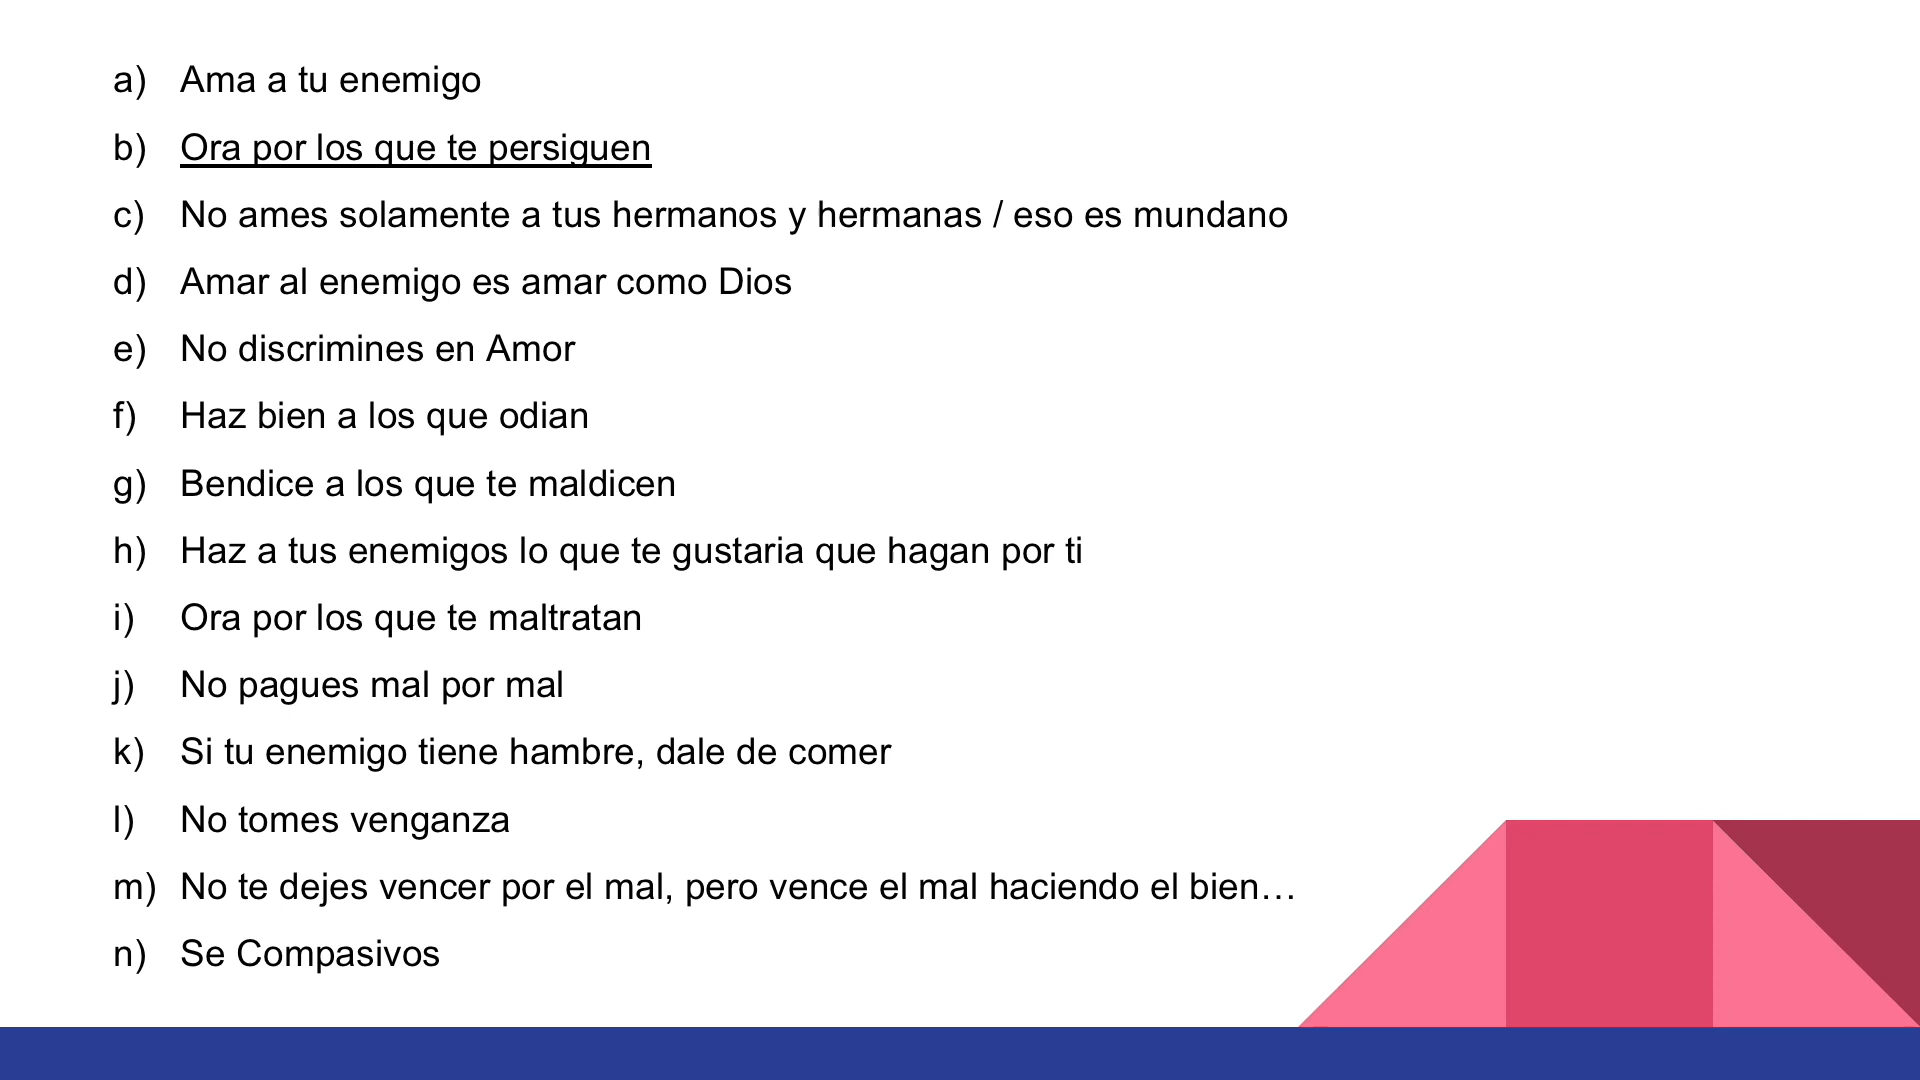 a) Ama a tu enemigo
b) Ora por los que te persiguen
c) No ames solamente a tus hermanos y hermanas / eso es mundano
d) Amar al enemigo es amar como Dios
e) No discrimines en Amor
f) Haz bien a los que odian
g) Bendice a los que te maldicen
h) Haz a tus enemigos lo que te gustaria que hagan por ti
i) Ora por los que te maltratan
j) No pagues mal por mal
k) Si tu enemigo tiene hambre, dale de comer
l) No tomes venganza
m) No te dejes vencer por el mal, pero vence el mal haciendo el bien…
n) Se Compasivos